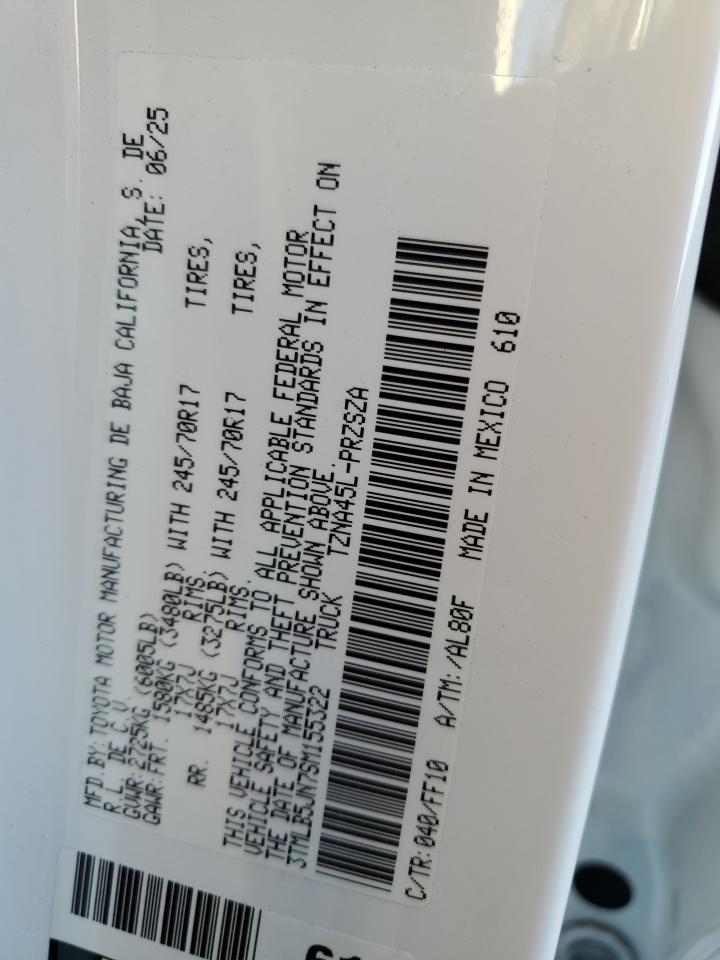 MFD.BY: TOYOTA MOTOR MANUFACTURING DE BAJA CALIFORNIA, S. DE
R.L. DE C.V. DATE: 06/25
GVWR: 2725KG (6005LB)
GAWR: FRT. 1580KG (3480LB) WITH 245/70R17 TIRES,
17X7J RIMS.
RR. 1485KG (3275LB) WITH 245/70R17 TIRES,
17X7J RIMS.
THIS VEHICLE CONFORMS TO ALL APPLICABLE FEDERAL MOTOR
VEHICLE SAFETY AND THEFT PREVENTION STANDARDS IN EFFECT ON
THE DATE OF MANUFACTURE SHOWN ABOVE.
3TMLB5JN7SM155322 TRUCK TZNA45L-PRZSZA
C/TR: 040/FF10 A/TM: /AL80F MADE IN MEXICO 610